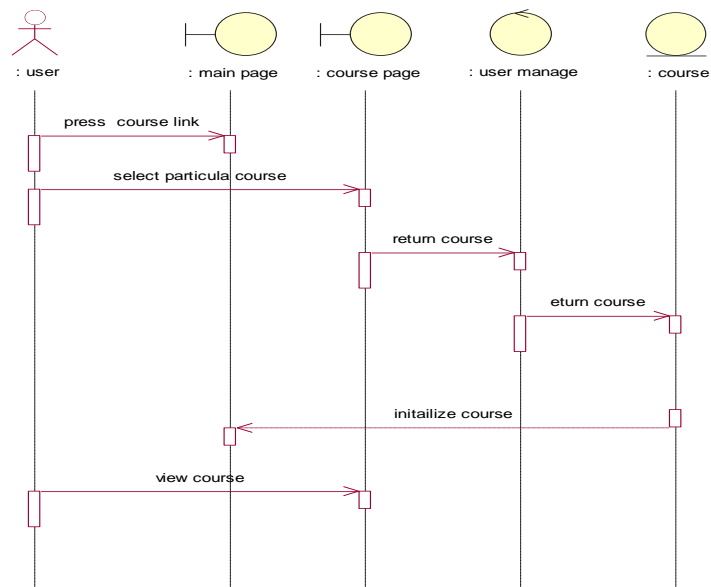 : user
: main page
: course page
: user manage
: course
press course link
select particula course
return course
eturn course
initailize course
view course